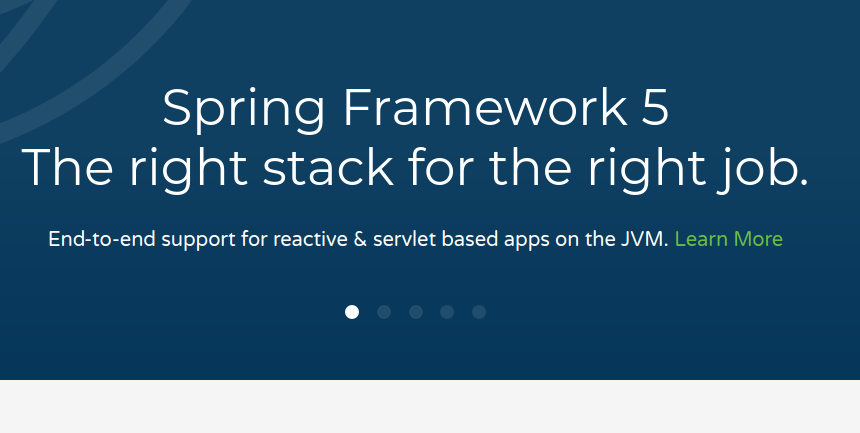 Spring Framework 5
The right stack for the right job.
End-to-end support for reactive & servlet based apps on the JVM. Learn More